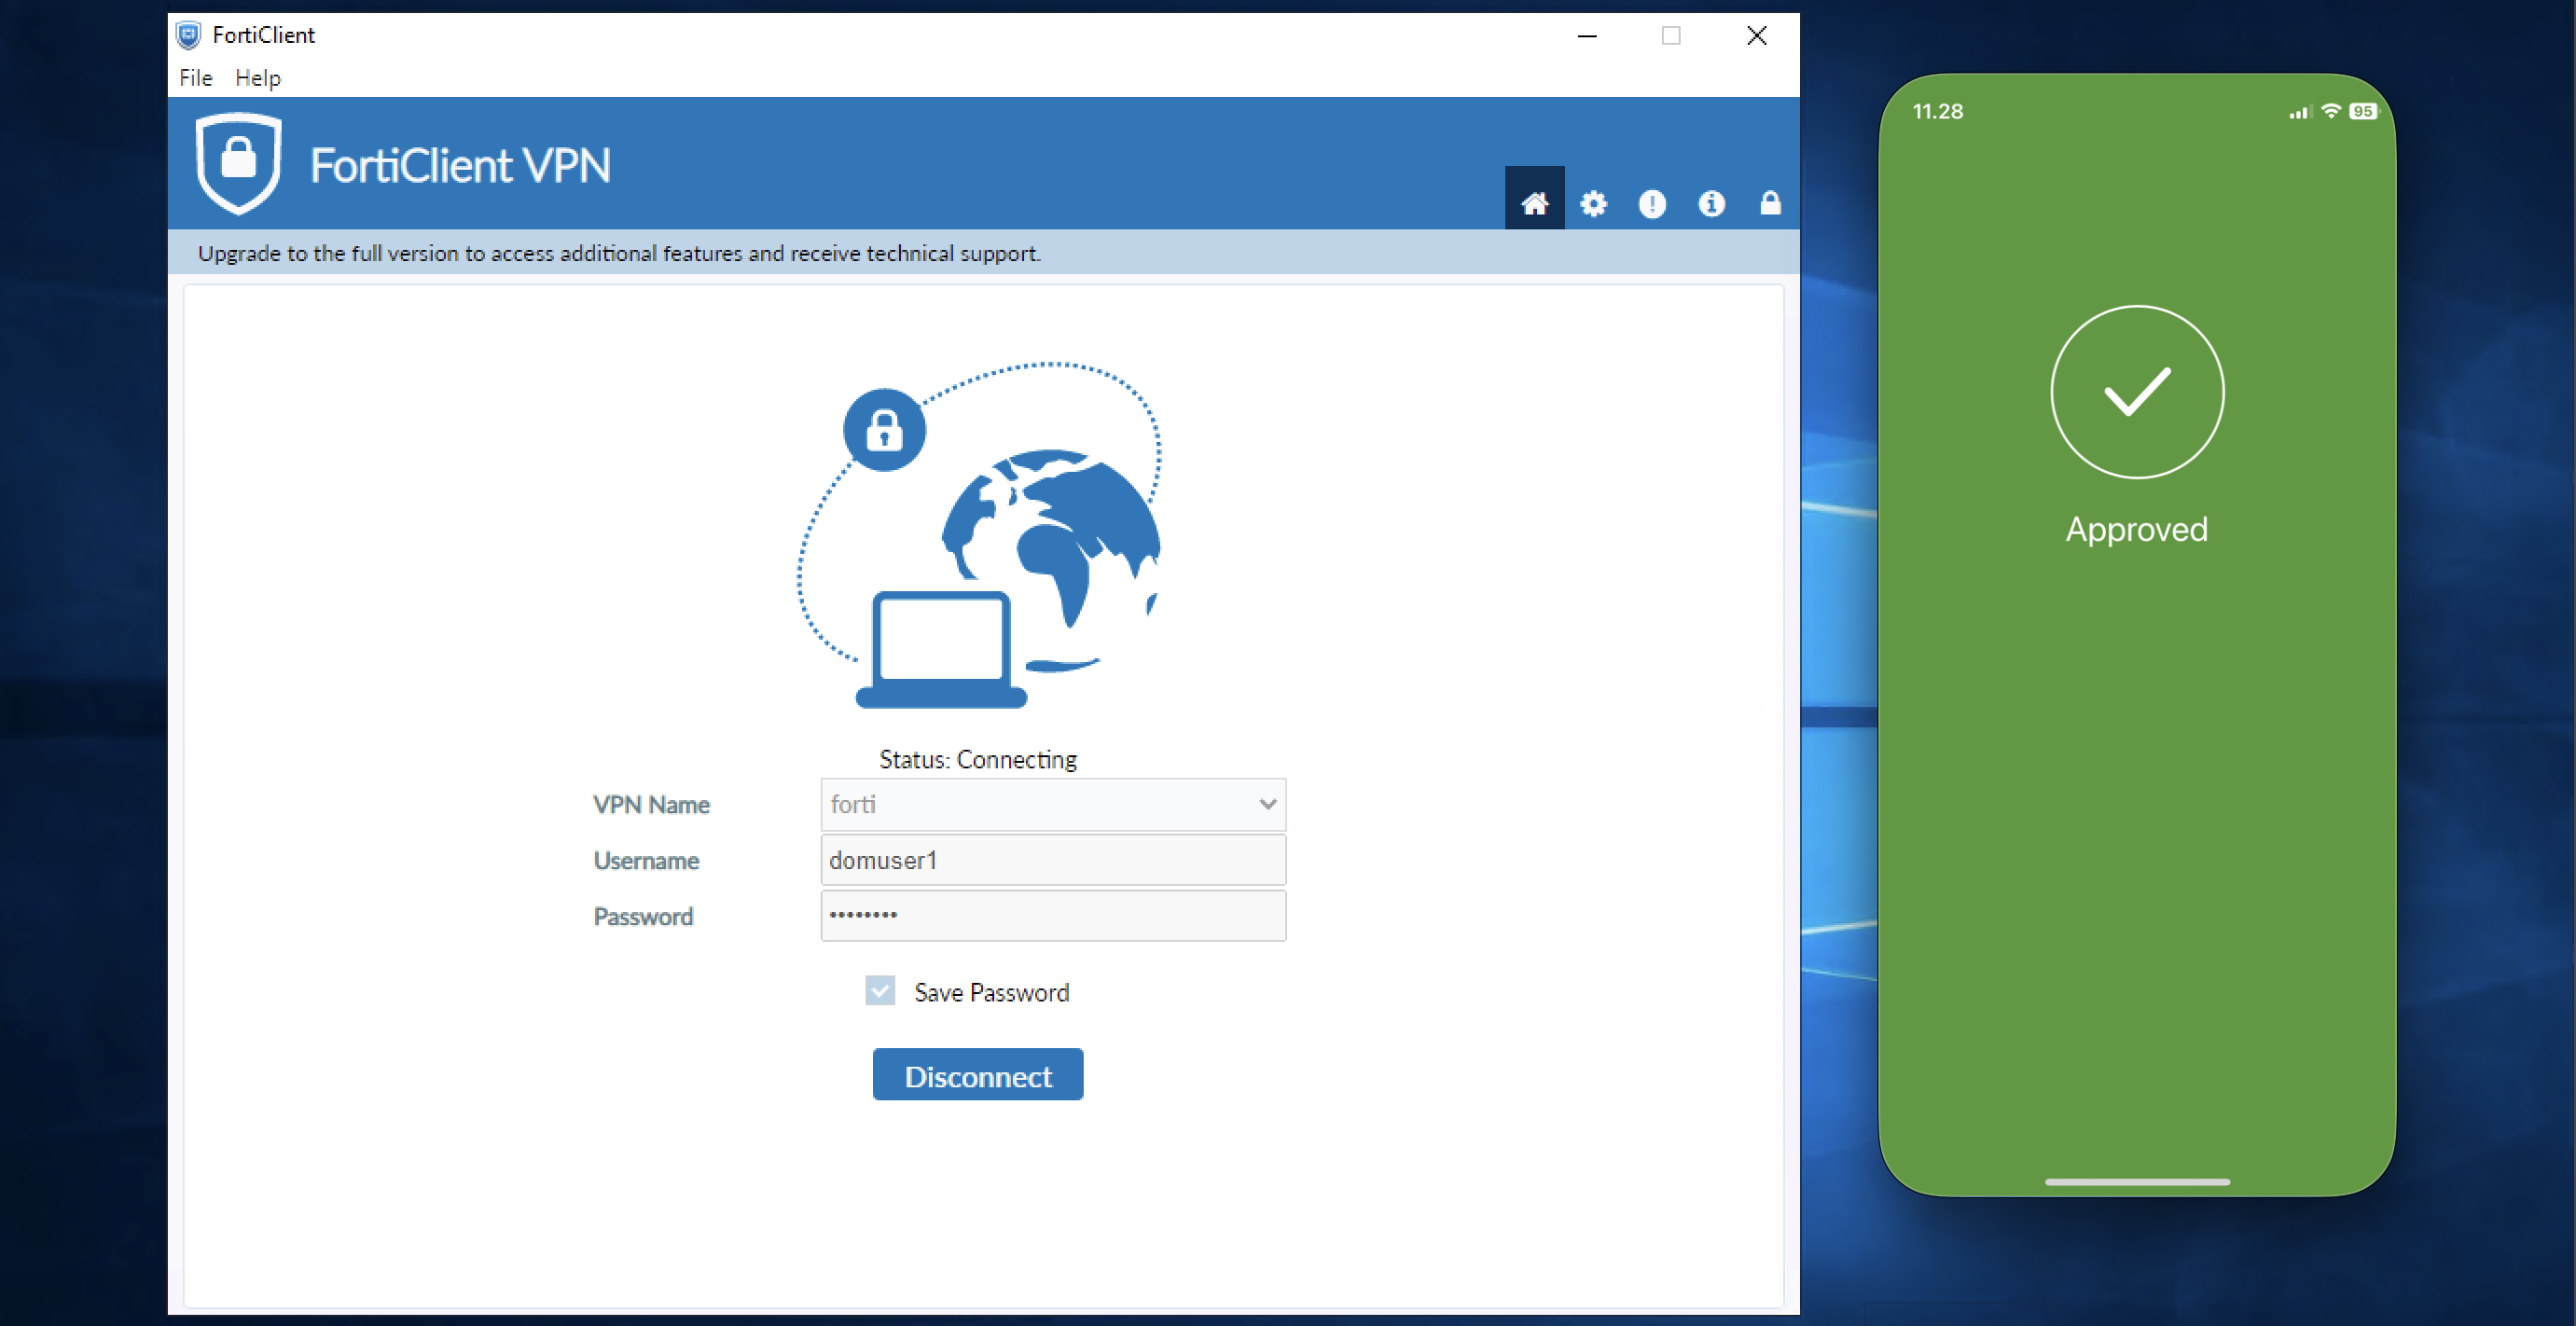 FortiClient
File Help
FortiClient VPN
Upgrade to the full version to access additional features and receive technical support.
Status: Connecting
VPN Name forti
Username domuser1
Password ••••••••
Save Password
Disconnect
11.28
95
Approved